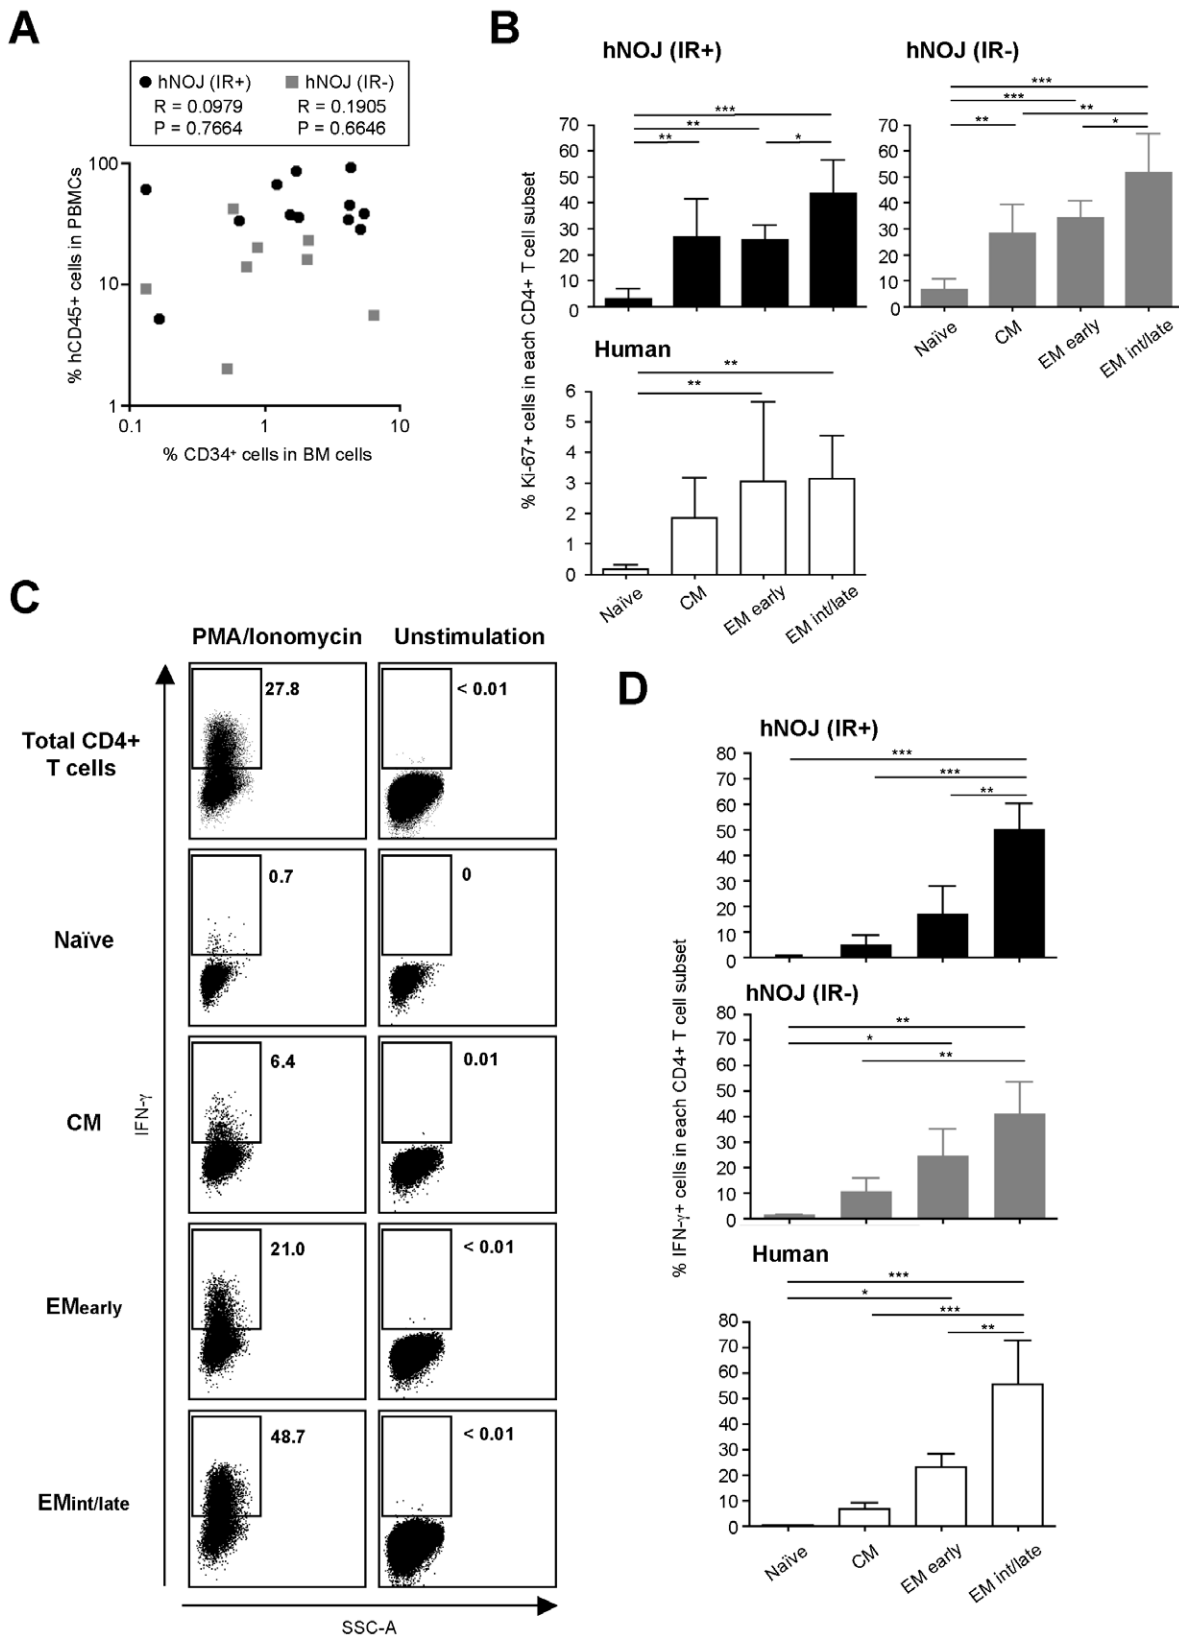 A
hNOJ (IR+)
R = 0.0979
P = 0.7664
hNOJ (IR-)
R = 0.1905
P = 0.6646
% hCD45+ cells in PBMCs
100
10
1
0.1
1
10
% CD34+ cells in BM cells
B
hNOJ (IR+)
hNOJ (IR-)
% Ki-67+ cells in each CD4+ T cell subset
***
**
**
*
70
60
50
40
30
20
10
0
***
***
**
**
*
70
60
50
40
30
20
10
0
Naïve
CM
EM early
EM int/late
Human
**
**
6
5
4
3
2
1
0
Naïve
CM
EM early
EM int/late
C
PMA/Ionomycin
Unstimulation
Total CD4+
T cells
27.8
< 0.01
Naïve
0.7
0
CM
6.4
0.01
EMearly
21.0
< 0.01
EMint/late
48.7
< 0.01
IFN-γ
SSC-A
D
% IFN-γ+ cells in each CD4+ T cell subset
hNOJ (IR+)
***
***
**
80
70
60
50
40
30
20
10
0
hNOJ (IR-)
**
*
**
80
70
60
50
40
30
20
10
0
Human
***
*
***
**
80
70
60
50
40
30
20
10
0
Naïve
CM
EM early
EM int/late